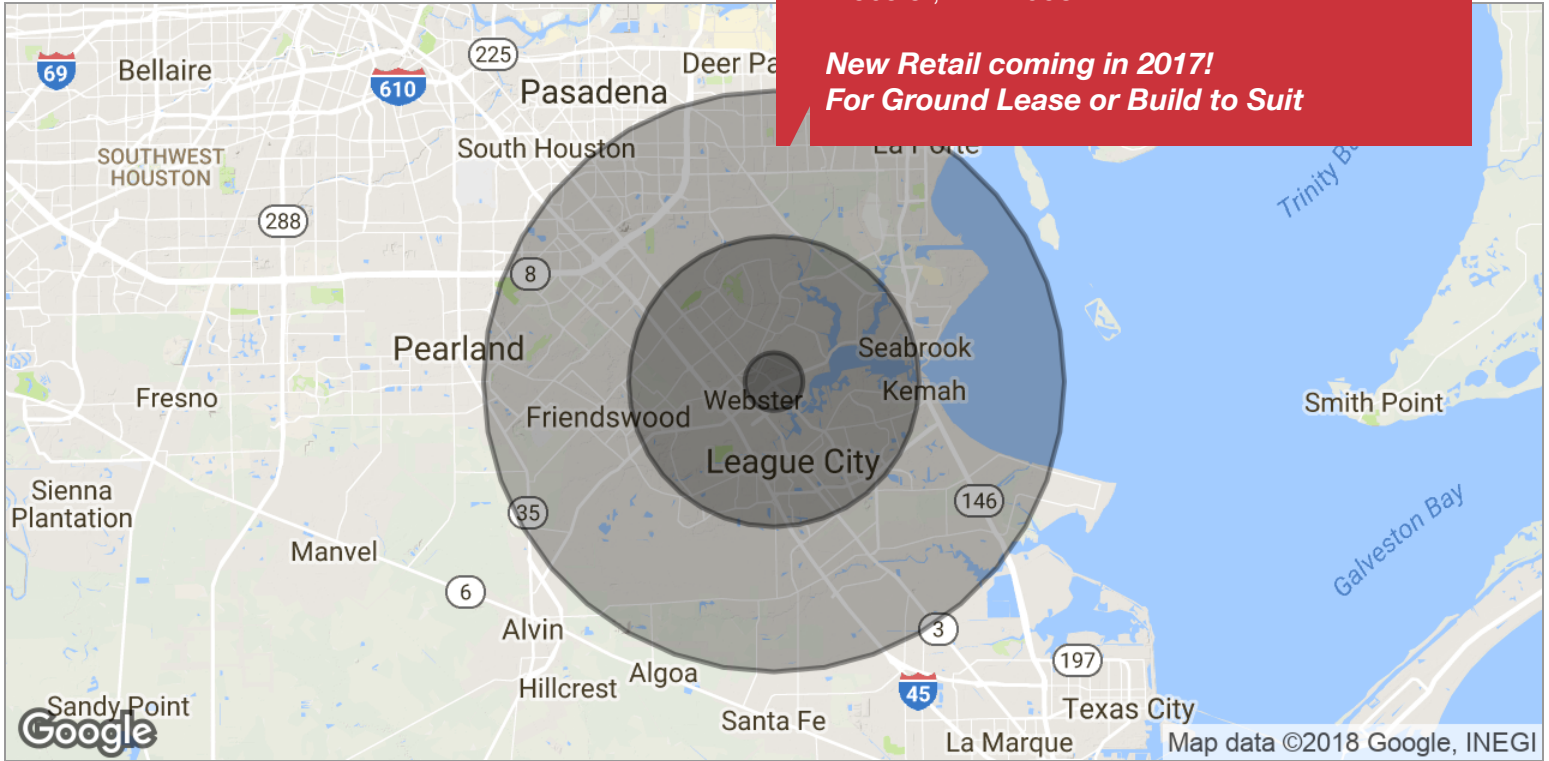 New Retail coming in 2017!
For Ground Lease or Build to Suit
225
69
Bellaire
610
Deer
Pasadena
South Houston
La Porte
SOUTHWEST
HOUSTON
Trinity
288
8
Pearland
Seabrook
Fresno
Webster
Kemah
Smith Point
Friendswood
League City
Sienna
Plantation
35
146
Manvel
Galveston Bay
6
Alvin
3
197
Algoa
Hillcrest
45
Sandy Point
Google
Santa Fe
Texas City
La Marque
Map data ©2018 Google, INEGI